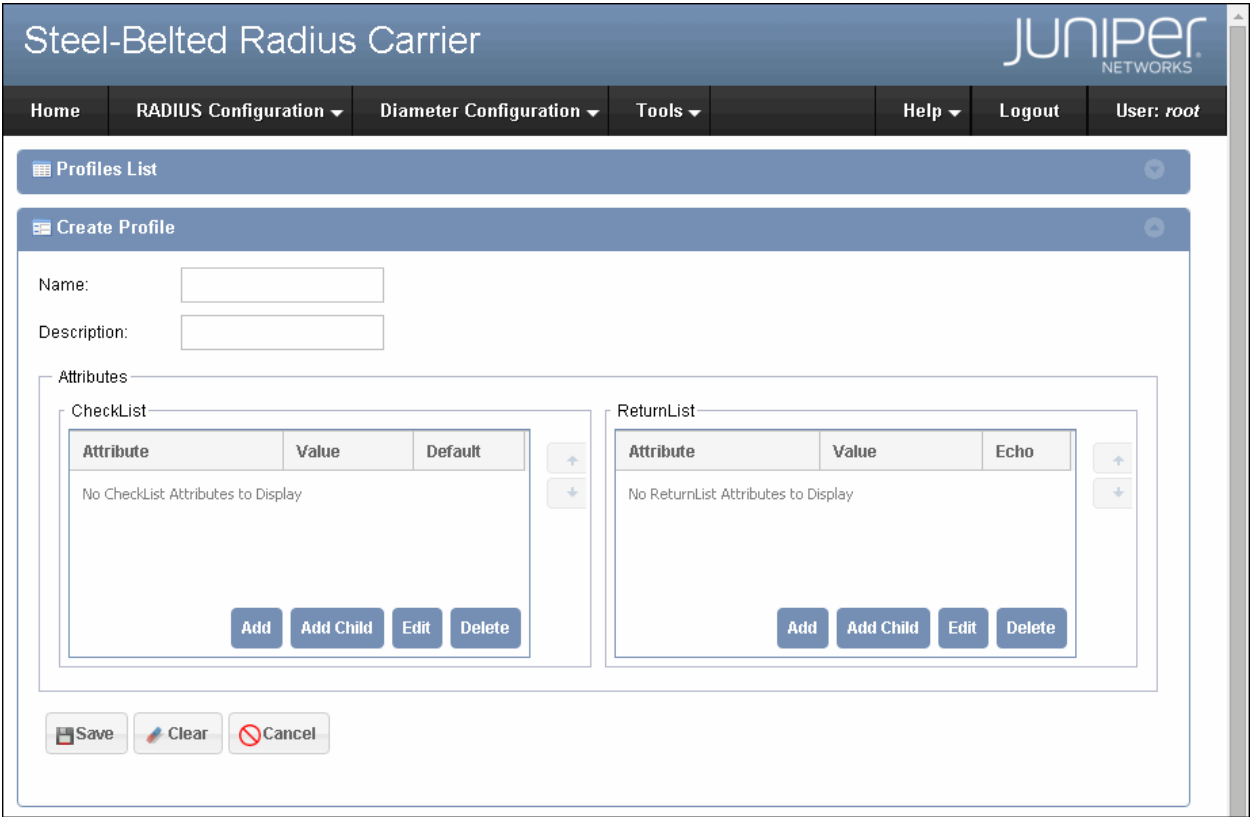 Steel-Belted Radius Carrier
JUNIPER
NETWORKS
Home RADIUS Configuration Diameter Configuration Tools Help Logout User: root
Profiles List
Create Profile
Name:
Description:
Attributes
CheckList
Attribute Value Default
No CheckList Attributes to Display
Add Add Child Edit Delete
ReturnList
Attribute Value Echo
No ReturnList Attributes to Display
Add Add Child Edit Delete
Save Clear Cancel